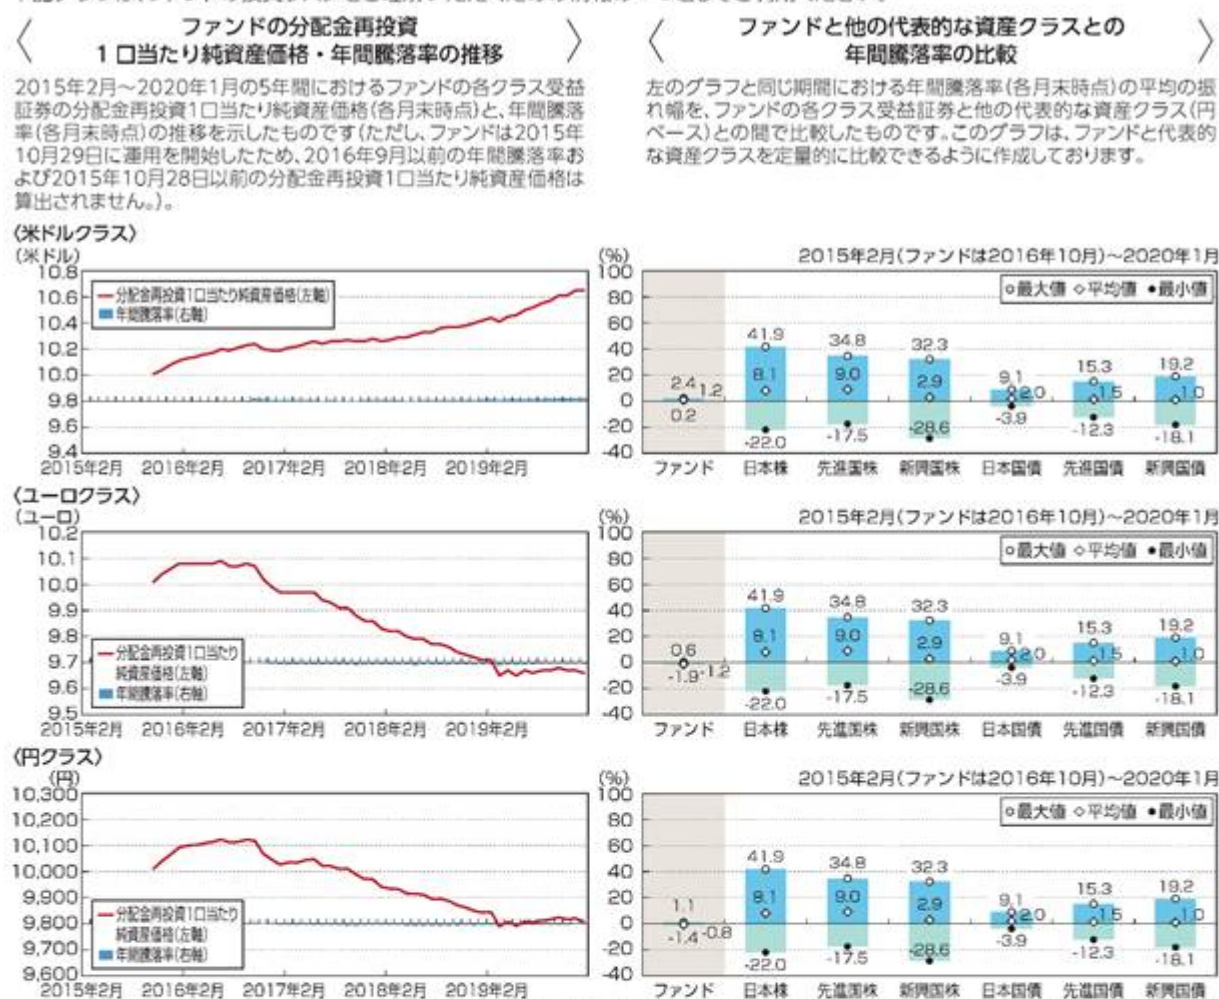 ファンドの分配金再投資
1口当たり純資産価格・年間騰落率の推移
2015年2月〜2020年1月の5年間におけるファンドの各クラス受益
証券の分配金再投資1口当たり純資産価格(各月末時点)と、年間騰落
率(各月末時点)の推移を示したものです(ただし、ファンドは2015年
10月29日に運用を開始したため、2016年9月以前の年間騰落率お
よび2015年10月28日以前の分配金再投資1口当たり純資産価格は
算出されません。)。
ファンドと他の代表的な資産クラスとの
年間騰落率の比較
左のグラフと同じ期間における年間騰落率(各月末時点)の平均の振
れ幅を、ファンドの各クラス受益証券と他の代表的な資産クラス(円
ベース)との間で比較したものです。このグラフは、ファンドと代表的
な資産クラスを定量的に比較できるように作成しております。
〈米ドルクラス〉
(米ドル)
10.8
10.6
10.4
10.2
10.0
9.8
9.6
9.4
分配金再投資1口当たり純資産価格(左軸)
年間騰落率(右軸)
2015年2月 2016年2月 2017年2月 2018年2月 2019年2月
(%)
100
80
60
40
20
0
-20
-40
2015年2月(ファンドは2016年10月)〜2020年1月
最大値 平均値 最小値
2.4 1.2 0.2
41.9 8.1 -22.0
34.8 9.0 -17.5
32.3 2.9 -28.6
9.1 2.0 -3.9
15.3 1.5 -12.3
19.2 1.0 -18.1
ファンド 日本株 先進国株 新興国株 日本国債 先進国債 新興国債
〈ユーロクラス〉
(ユーロ)
10.2
10.1
10.0
9.9
9.8
9.7
9.6
9.5
分配金再投資1口当たり
純資産価格(左軸)
年間騰落率(右軸)
2015年2月 2016年2月 2017年2月 2018年2月 2019年2月
(%)
100
80
60
40
20
0
-20
-40
2015年2月(ファンドは2016年10月)〜2020年1月
最大値 平均値 最小値
0.6 -1.2 -1.9
41.9 8.1 -22.0
34.8 9.0 -17.5
32.3 2.9 -28.6
9.1 2.0 -3.9
15.3 1.5 -12.3
19.2 1.0 -18.1
ファンド 日本株 先進国株 新興国株 日本国債 先進国債 新興国債
〈円クラス〉
(円)
10,300
10,200
10,100
10,000
9,900
9,800
9,700
9,600
分配金再投資1口当たり
純資産価格(左軸)
年間騰落率(右軸)
2015年2月 2016年2月 2017年2月 2018年2月 2019年2月
(%)
100
80
60
40
20
0
-20
-40
2015年2月(ファンドは2016年10月)〜2020年1月
最大値 平均値 最小値
1.1 -0.8 -1.4
41.9 8.1 -22.0
34.8 9.0 -17.5
32.3 2.9 -28.6
9.1 2.0 -3.9
15.3 1.5 -12.3
19.2 1.0 -18.1
ファンド 日本株 先進国株 新興国株 日本国債 先進国債 新興国債